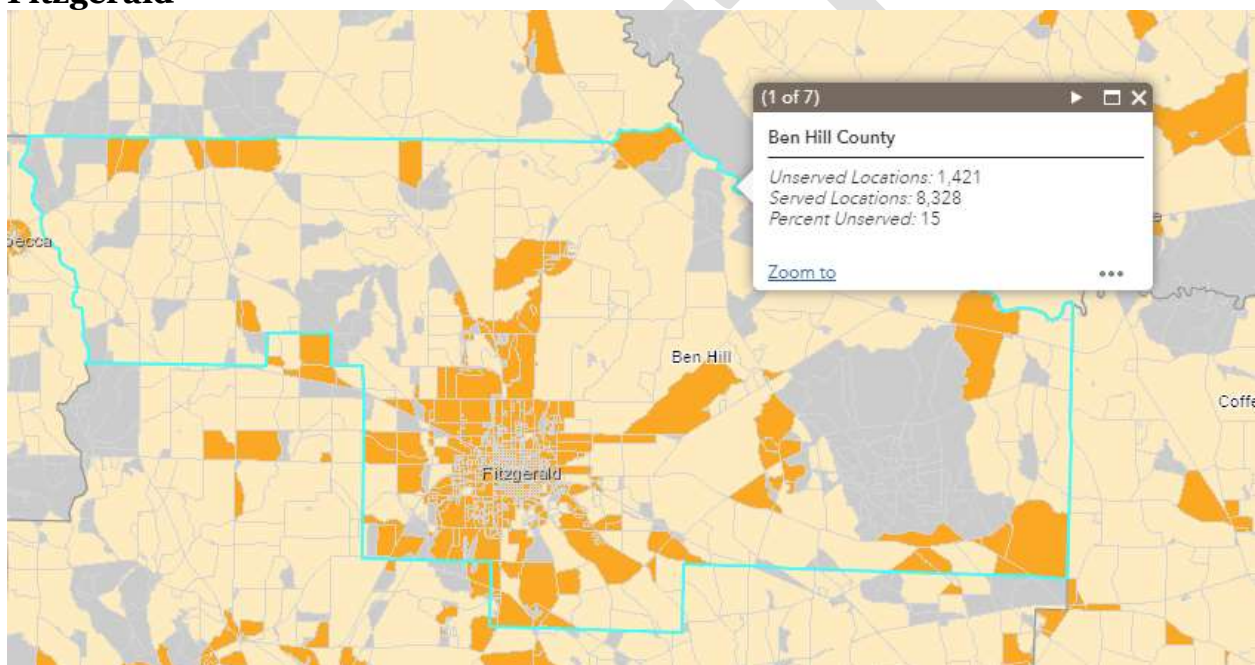 Fitzgerald
(1 of 7)
Ben Hill County
Unserved Locations: 1,421
Served Locations: 8,328
Percent Unserved: 15
Zoom to
Ben Hill
Fitzgerald